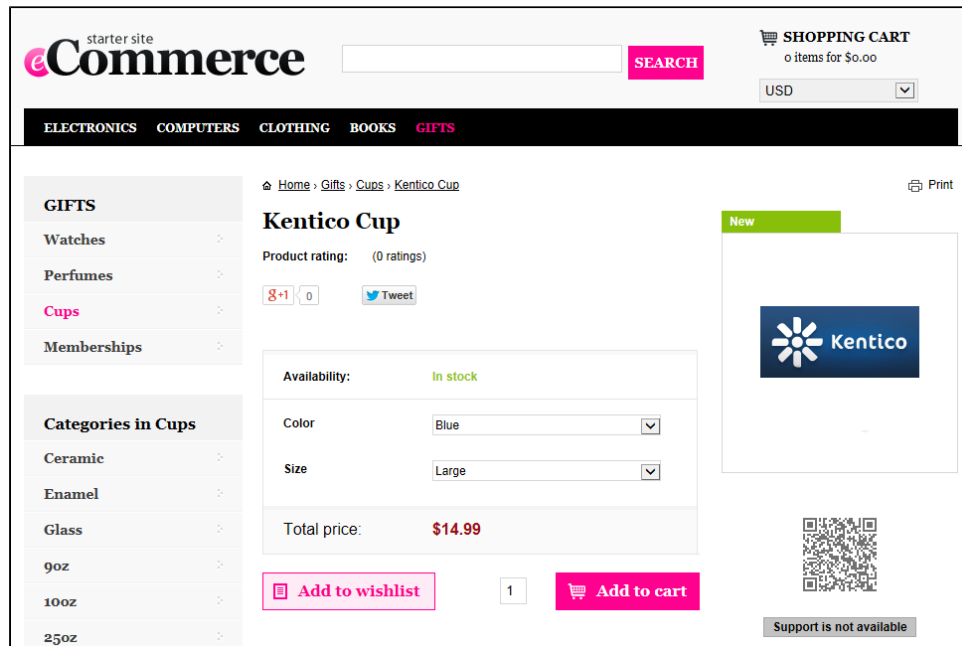 starter site
eCommerce
SEARCH
SHOPPING CART
0 items for $0.00
USD
ELECTRONICS COMPUTERS CLOTHING BOOKS GIFTS
Home › Gifts › Cups › Kentico Cup
Print
GIFTS
Watches
Perfumes
Cups
Memberships
Categories in Cups
Ceramic
Enamel
Glass
9oz
10oz
25oz
Kentico Cup
Product rating: (0 ratings)
g+1 0 Tweet
Availability: In stock
Color Blue
Size Large
Total price: $14.99
Add to wishlist 1 Add to cart
New
Kentico
Support is not available